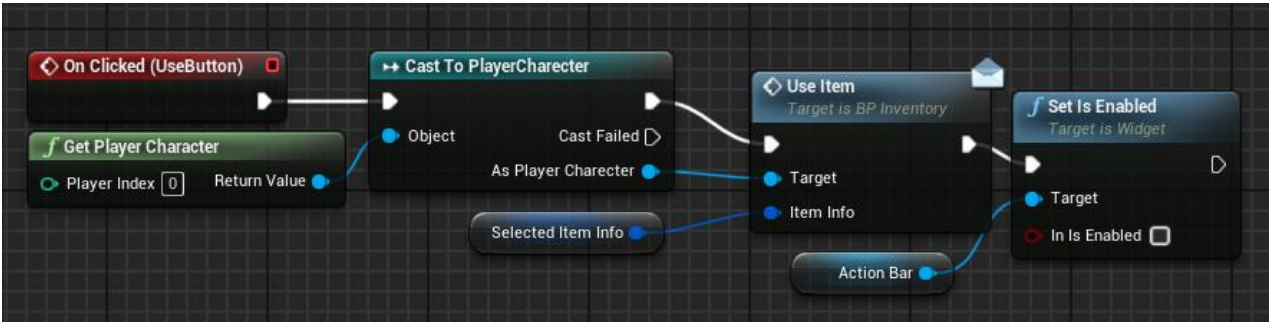 On Clicked (UseButton)
Get Player Character
Player Index 0
Return Value
Cast To PlayerCharecter
Object
Cast Failed
As Player Charecter
Selected Item Info
Use Item
Target is BP Inventory
Target
Item Info
Action Bar
Set Is Enabled
Target is Widget
Target
In Is Enabled